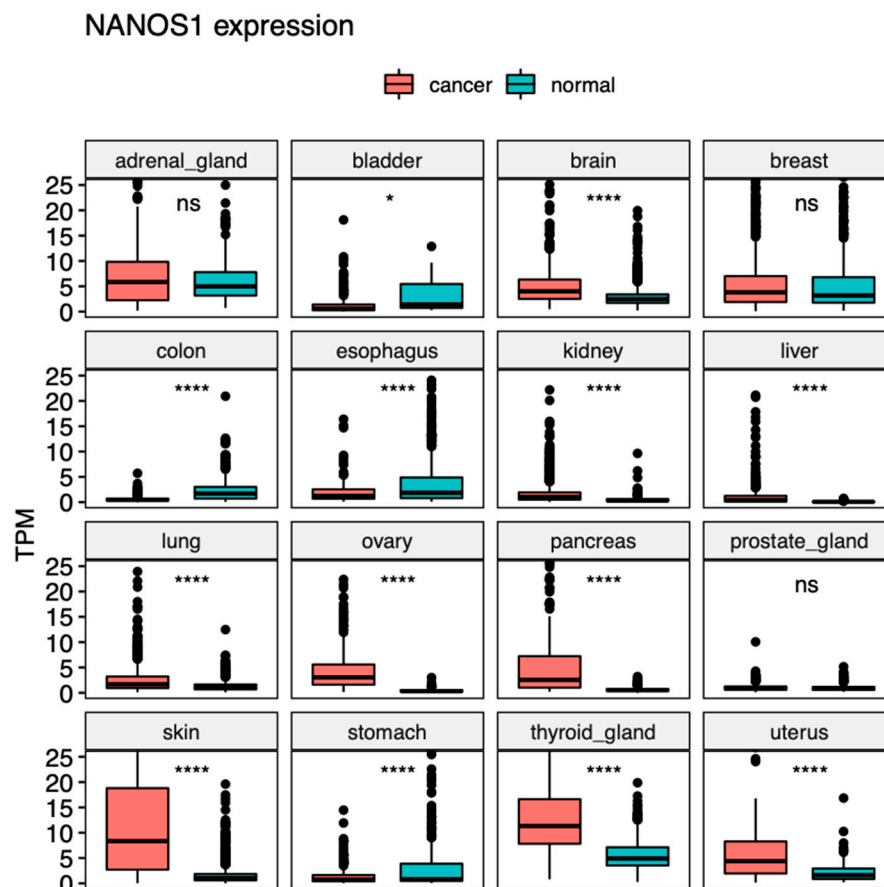 NANOS1 expression
cancer normal
adrenal_gland bladder brain breast
25
20
15
10
5
0
ns * **** ns
colon esophagus kidney liver
25
20
15
10
5
0
**** **** **** ****
TPM
lung ovary pancreas prostate_gland
25
20
15
10
5
0
**** **** **** ns
skin stomach thyroid_gland uterus
25
20
15
10
5
0
**** **** **** ****